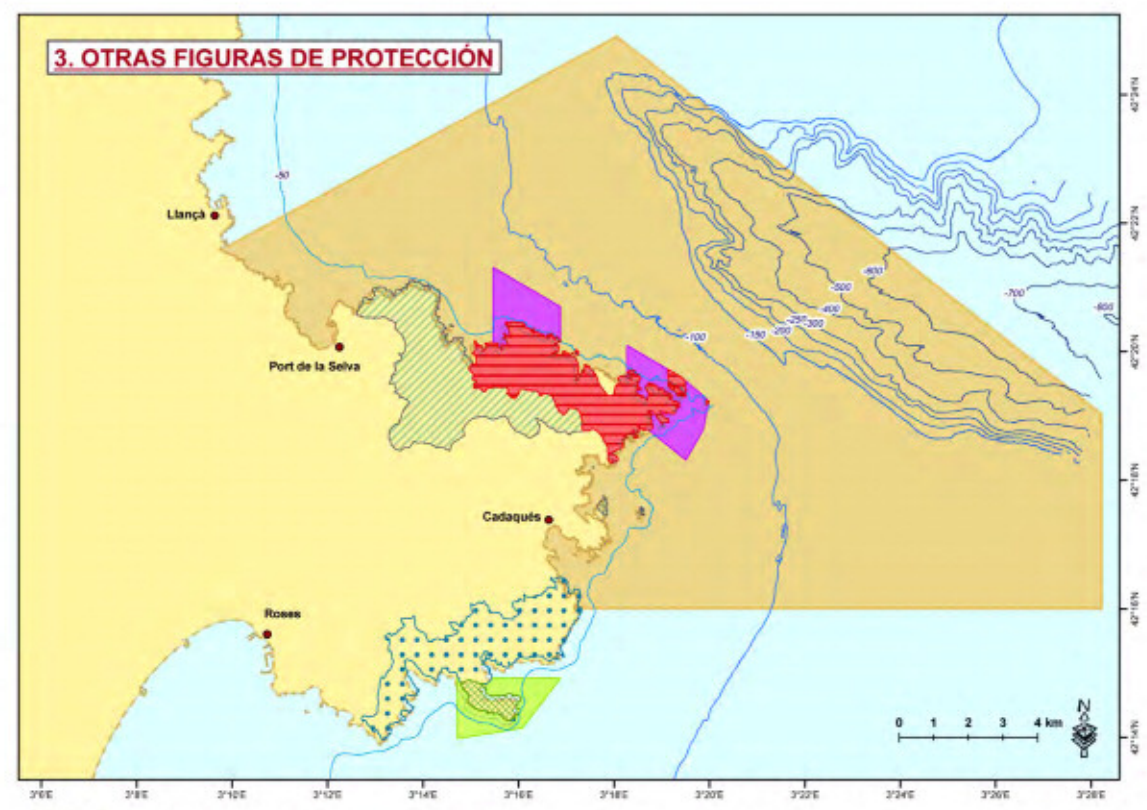 3. OTRAS FIGURAS DE PROTECCIÓN
42°24'N
-50
Llançà
42°22'N
-600
-500
-700
-400
-250
-300
-200
-150
-100
42°20'N
Port de la Selva
42°18'N
Cadaqués
42°16'N
Roses
N
0 1 2 3 4 km
42°14'N
3°8'E 3°10'E 3°12'E 3°14'E 3°16'E 3°18'E 3°20'E 3°22'E 3°24'E 3°26'E 3°28'E